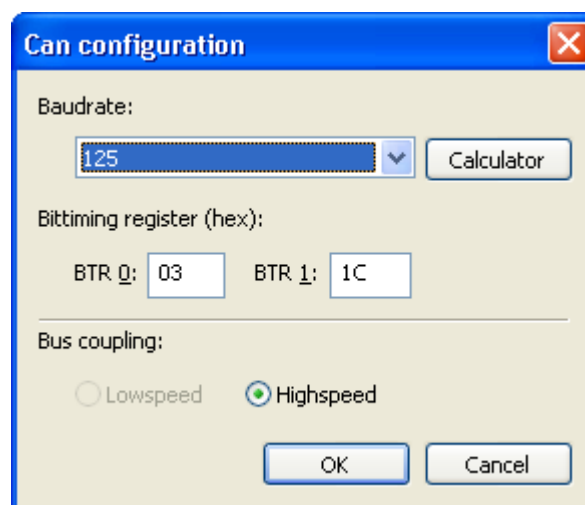 Can configuration
Baudrate:
125
Calculator
Bittiming register (hex):
BTR 0: 03 BTR 1: 1C
Bus coupling:
Lowspeed Highspeed
OK Cancel